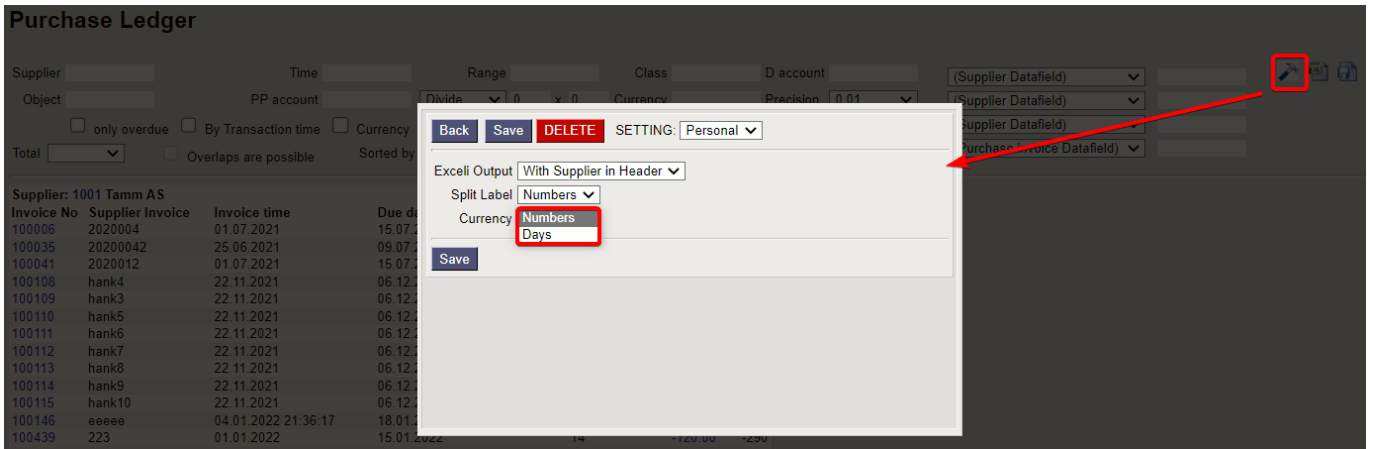 Purchase Ledger
Supplier Time Range Class D account (Supplier Datafield)
Object PP account Divide 0 x 0 Currency Precision 0.01 (Supplier Datafield)
only overdue By Transaction time Currency Supplier Datafield)
Total Overlaps are possible Sorted by Purchase Invoice Datafield)
Back Save DELETE SETTING: Personal
Exceli Output With Supplier in Header
Split Label Numbers
Currency Numbers
Days
Save
Supplier: 1001 Tamm AS
Invoice No Supplier Invoice Invoice time Due da
100006 2020004 01.07.2021 15.07.2
100035 20200042 25.06.2021 09.07.2
100041 2020012 01.07.2021 15.07.2
100108 hank4 22.11.2021 06.12.2
100109 hank3 22.11.2021 06.12.2
100110 hank5 22.11.2021 06.12.2
100111 hank6 22.11.2021 06.12.2
100112 hank7 22.11.2021 06.12.2
100113 hank8 22.11.2021 06.12.2
100114 hank9 22.11.2021 06.12.2
100115 hank10 22.11.2021 06.12.2
100146 eeeee 04.01.2022 21:36:17 18.01.2
100439 223 01.01.2022 15.01.2022 14 -120.00 -290